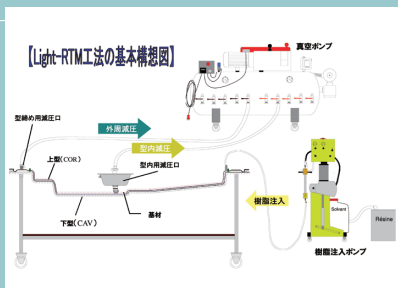 【Light-RTM工法の基本構想図】
真空ポンプ
型締め用減圧口
外周減圧
型内減圧
上型(COR)
型内用減圧口
下型(CAV)
基材
樹脂注入
Solvant
Résine
樹脂注入ポンプ